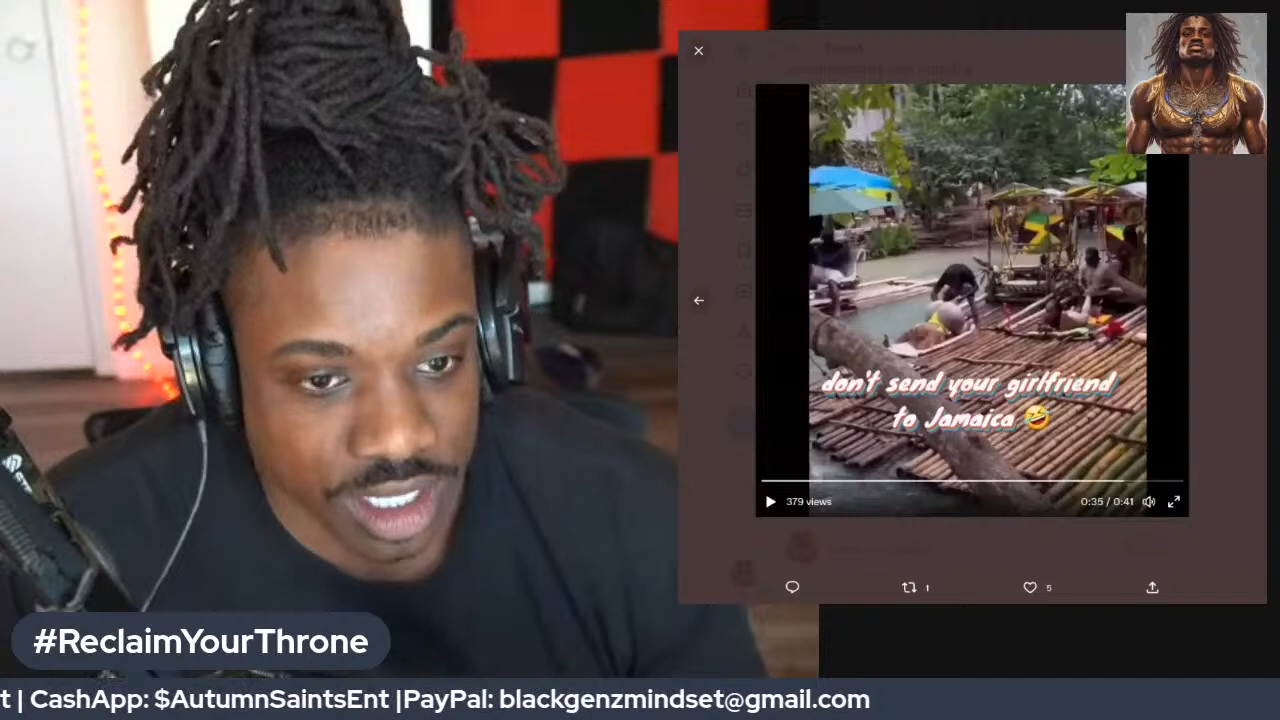 don't send your girlfriend
to Jamaica 🤣
379 views
0:35 / 0:41
1
5
#ReclaimYourThrone
t | CashApp: $AutumnSaintsEnt |PayPal: blackgenzmindset@gmail.com